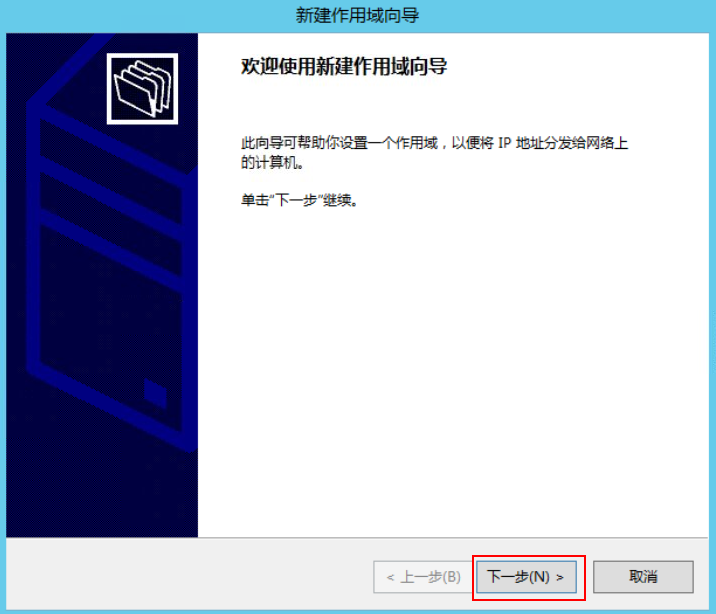 新建作用域向导
欢迎使用新建作用域向导
此向导可帮助你设置一个作用域，以便将 IP 地址分发给网络上
的计算机。
单击"下一步"继续。
< 上一步(B)
下一步(N) >
取消